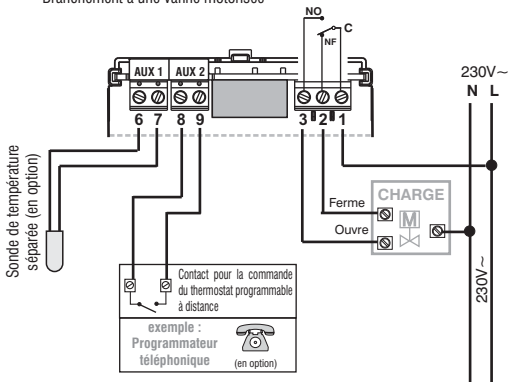 Branchement à une vanne motorisée
NO
C
NF
AUX 1 AUX 2
6 7 8 9
3 2 1
230V~
N L
Sonde de température
séparée (en option)
Ferme
Ouvre
CHARGE
M
230V~
Contact pour la commande
du thermostat programmable
à distance
exemple :
Programmateur
téléphonique
(en option)